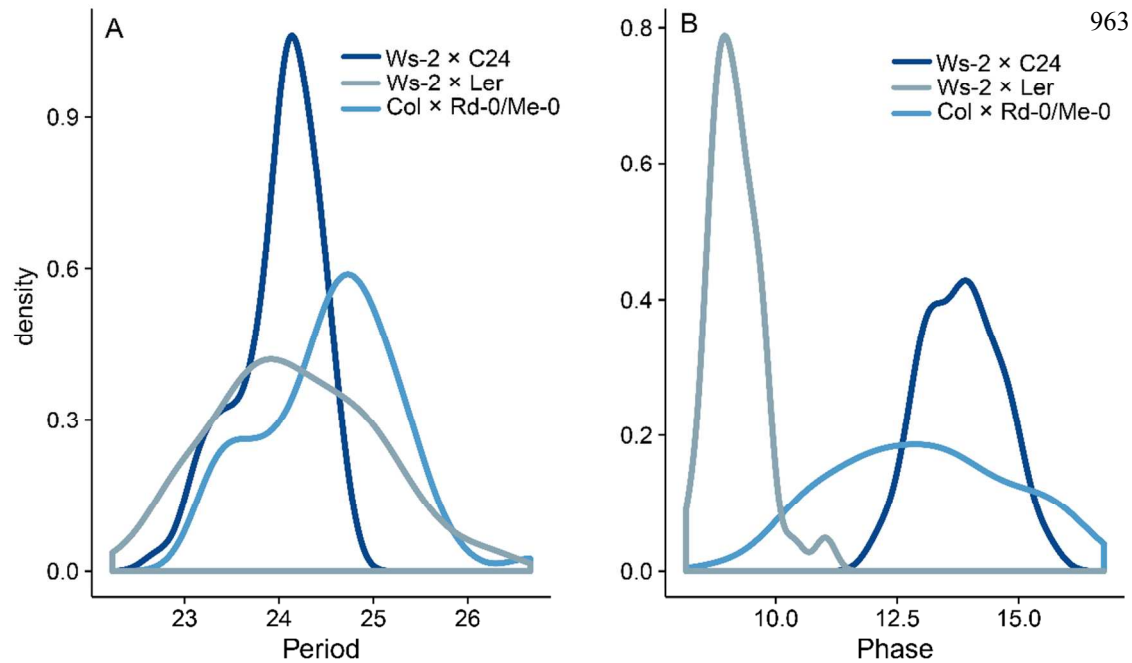 963
A
Ws-2 × C24
Ws-2 × Ler
Col × Rd-0/Me-0
density
0.9
0.6
0.3
0.0
23 24 25 26
Period
B
Ws-2 × C24
Ws-2 × Ler
Col × Rd-0/Me-0
0.8
0.6
0.4
0.2
0.0
10.0 12.5 15.0
Phase